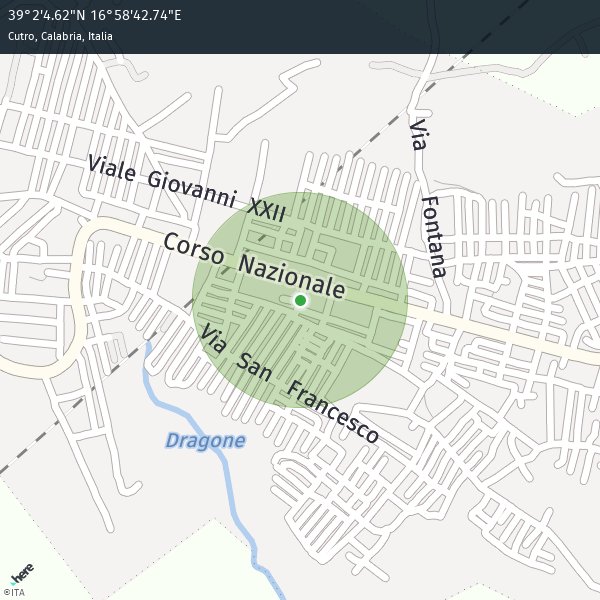 39°2'4.62"N 16°58'42.74"E
Cutro, Calabria, Italia
Via Fontana
Viale Giovanni XXII
Corso Nazionale
Via San Francesco
Dragone
here
©ITA